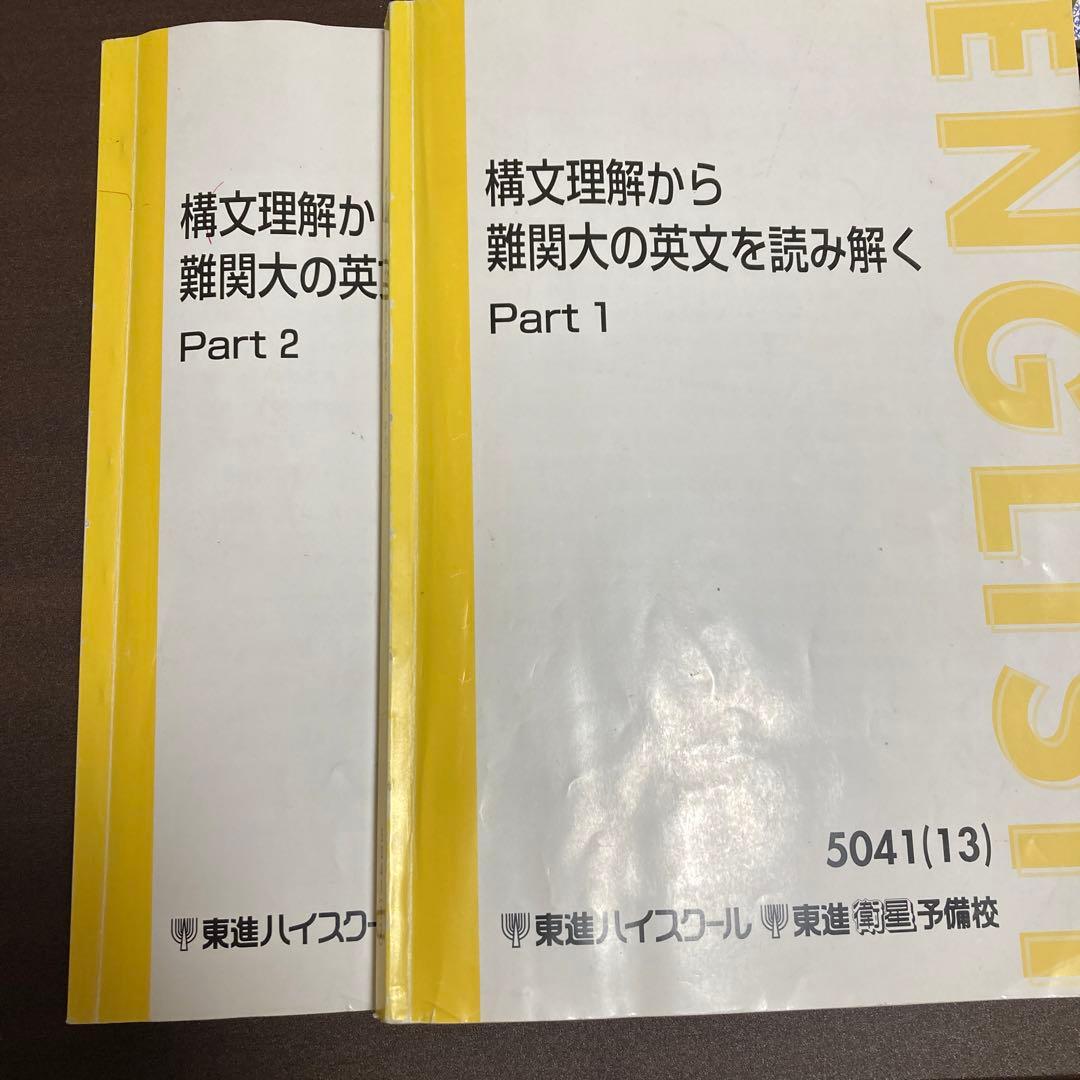 構文理解か
難関大の英
Part 2
東進ハイスクー
構文理解から
難関大の英文を読み解く
Part 1
5041(13)
東進ハイスクール 東進衛星予備校
ENGLISH